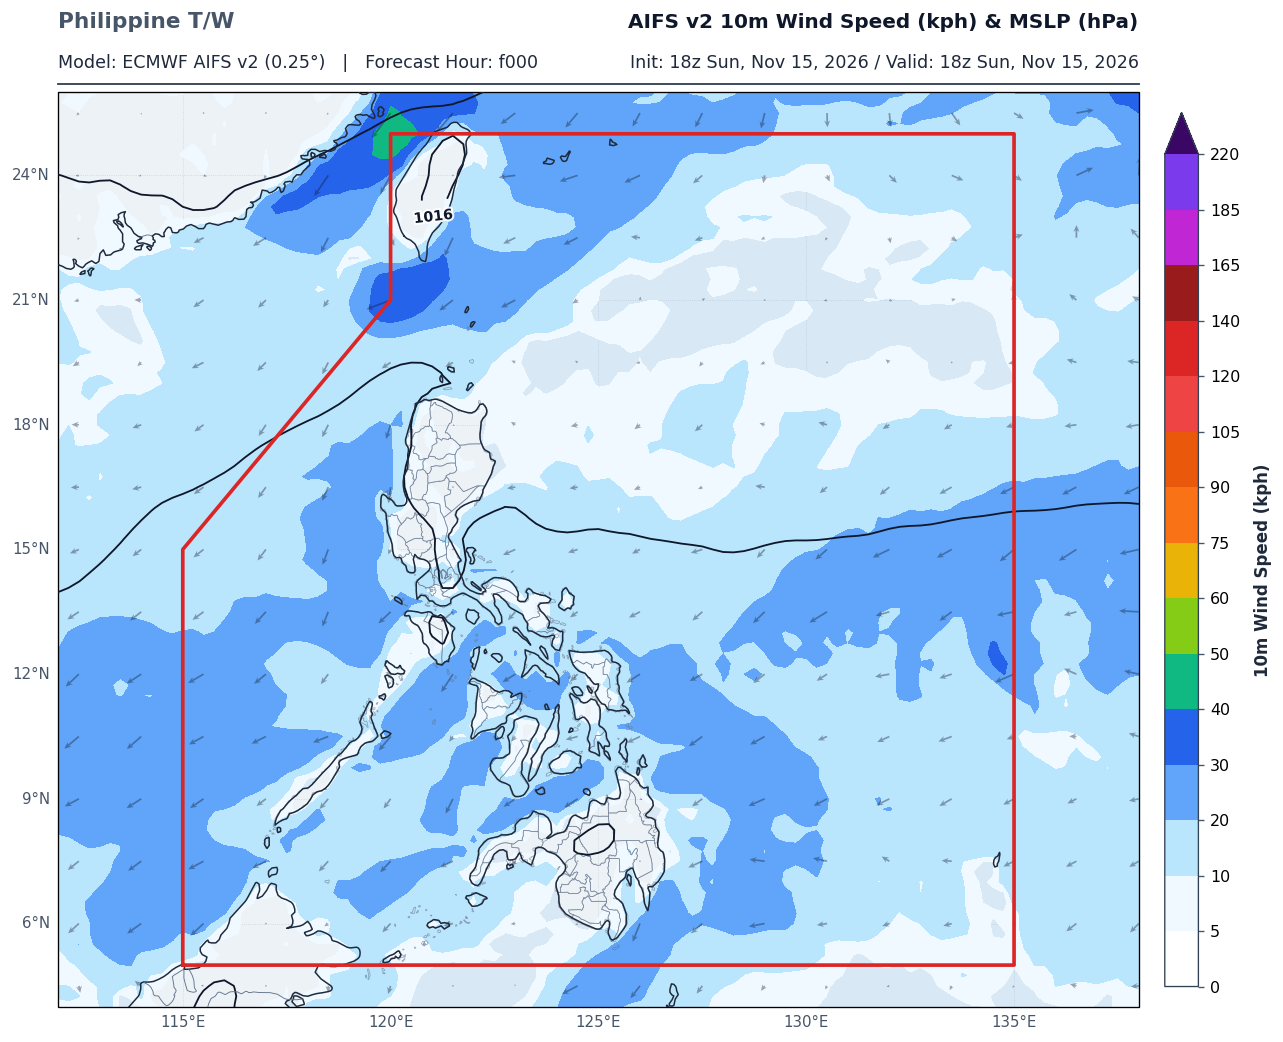 Philippine T/W
AIFS v2 10m Wind Speed (kph) & MSLP (hPa)
Model: ECMWF AIFS v2 (0.25°) | Forecast Hour: f000
Init: 18z Sun, Nov 15, 2026 / Valid: 18z Sun, Nov 15, 2026
24°N
21°N
18°N
15°N
12°N
9°N
6°N
1016
115°E
120°E
125°E
130°E
135°E
220
185
165
140
120
105
90
75
60
50
40
30
20
10
5
0
10m Wind Speed (kph)